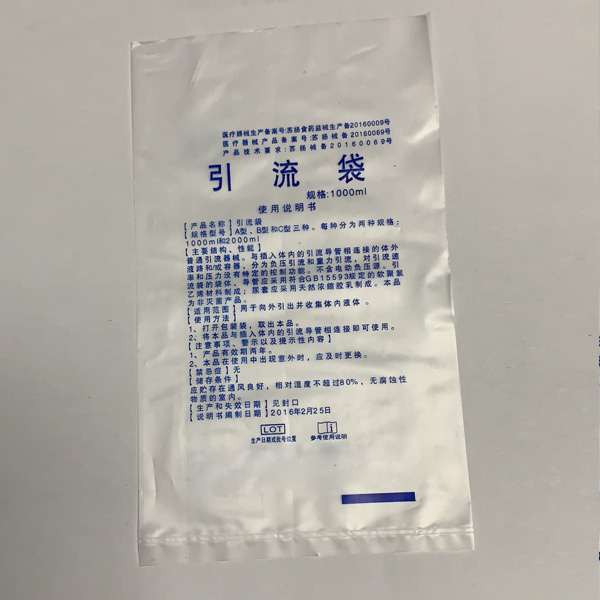 医疗器械生产备案号:苏扬食药监械生产备20160009号
医疗器械产品备案号:苏扬械备20160069号
产品技术要求:苏扬械备20160069号
引流袋
规格:1000ml
使用说明书
【产品名称】引流袋
【规格型号】A型、B型和C型三种。每种分为两种规格:
1000ml和2000ml
【主要结构、性能】
普通引流器械。与插入体内的引流导管相连接的体外
液路和/或容器,分为负压引流和重力引流,对引流速
率和压力没有特定的控制功能。不含电动负压源。引
流袋的袋体、导管应采用符合GB15593规定的软聚氯
乙烯材料制成;尿套应采用天然浓缩胶乳制成。本品
为非灭菌产品。
【适用范围】用于向外引出并收集体内液体。
【使用方法】
1、打开包装袋,取出本品。
2、将本品与插入体内的引流导管相连接即可使用。
【注意事项、警示以及提示性内容】
1、产品有效期两年。
2、本品在使用中出现意外时,应及时更换。
【禁忌症】无
【储存条件】
应贮存在通风良好,相对湿度不超过80%,无腐蚀性
物质的室内。
【生产和失效日期】见封口
【说明书编制日期】2016年2月25日
LOT
生产日期或批号位置
参考使用说明